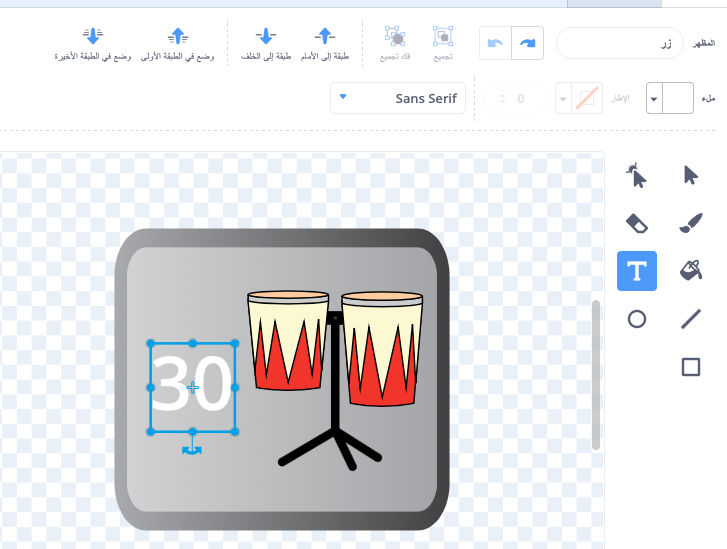 المظهر
زر
تجميع
فك تجميع
طبقة إلى الأمام
طبقة إلى الخلف
وضع في الطبقة الأولى
وضع في الطبقة الأخيرة
ملء
الإطار
0
Sans Serif
T
30